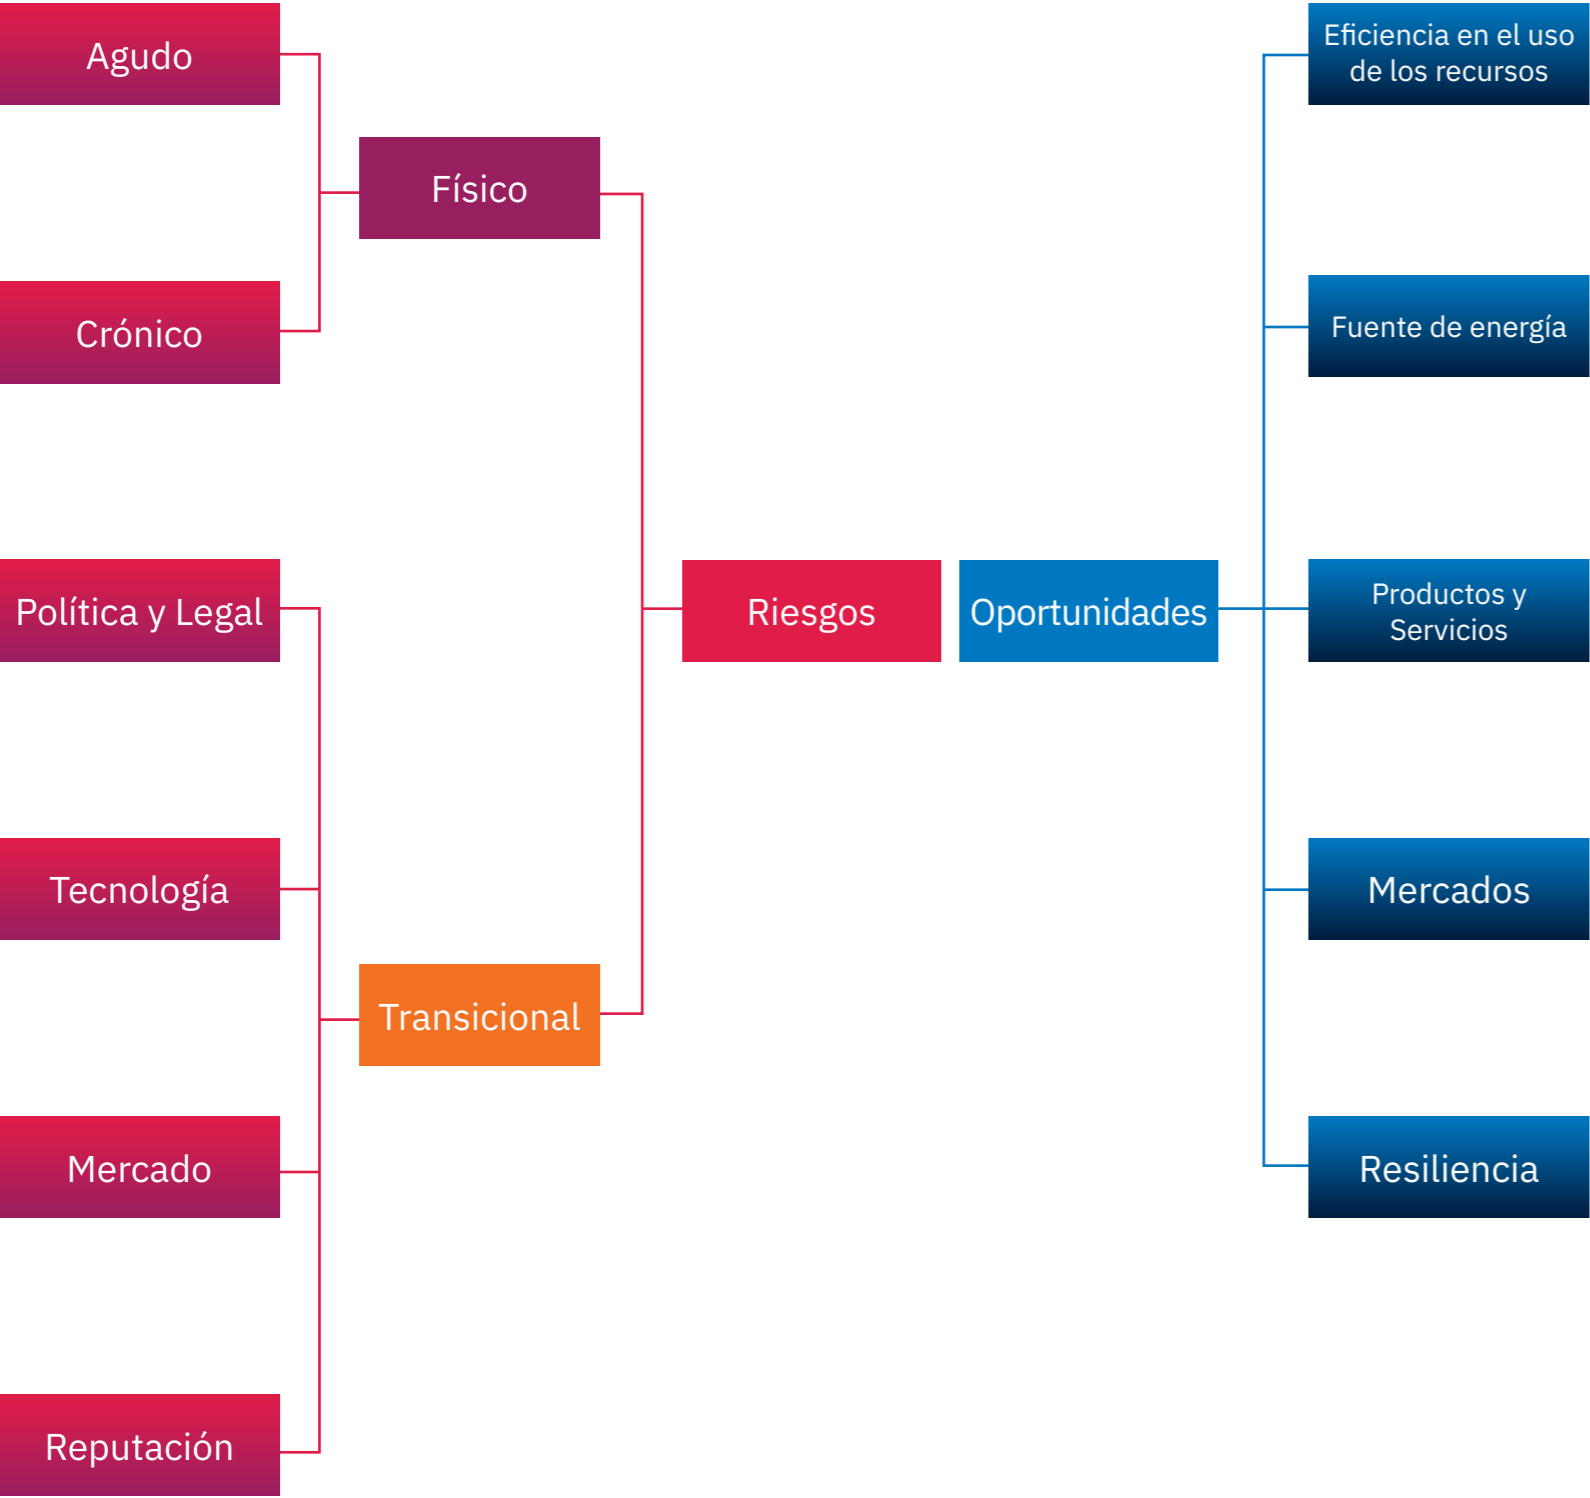 Agudo
Físico
Crónico
Política y Legal
Tecnología
Transicional
Mercado
Reputación
Riesgos
Oportunidades
Eficiencia en el uso
de los recursos
Fuente de energía
Productos y
Servicios
Mercados
Resiliencia